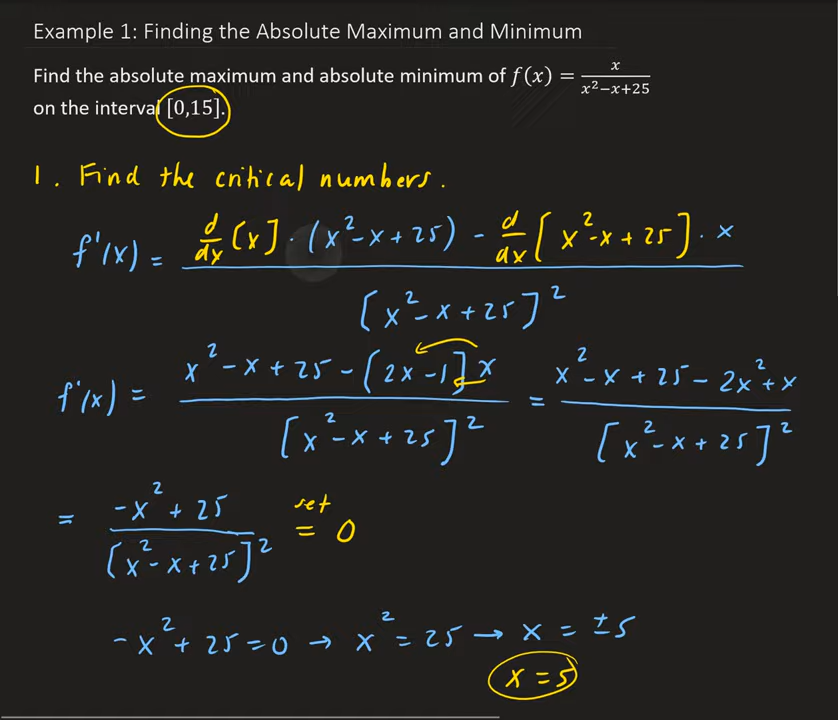 Example 1: Finding the Absolute Maximum and Minimum
Find the absolute maximum and absolute minimum of f(x) = x / (x² − x + 25)
on the interval [0,15].
1. Find the critical numbers.
f'(x) = (d/dx [x] · (x² − x + 25) − d/dx [x² − x + 25] · x) / [x² − x + 25]²
f'(x) = (x² − x + 25 − [2x − 1] x) / [x² − x + 25]² = (x² − x + 25 − 2x² + x) / [x² − x + 25]²
= (−x² + 25) / [x² − x + 25]² set = 0
−x² + 25 = 0 → x² = 25 → x = ±5
x = 5